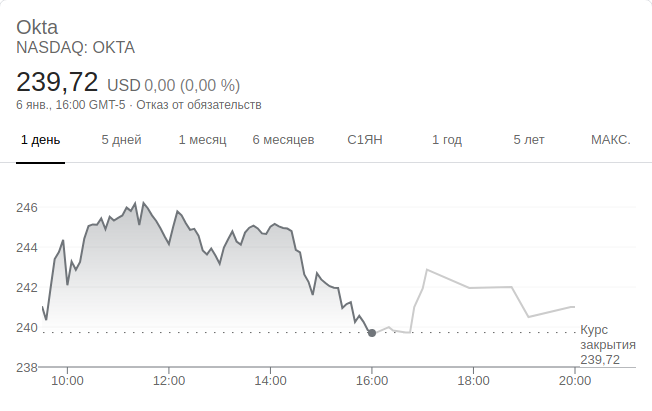 Okta
NASDAQ: OKTA
239,72 USD 0,00 (0,00 %)
6 янв., 16:00 GMT-5 · Отказ от обязательств
1 день 5 дней 1 месяц 6 месяцев С1ЯН 1 год 5 лет МАКС.
246
244
242
240
238
Курс
закрытия
239,72
10:00 12:00 14:00 16:00 18:00 20:00